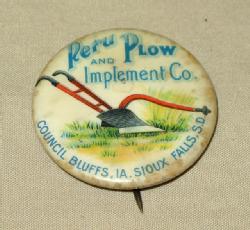 Peru Plow
AND
Implement Co.
COUNCIL BLUFFS, IA. SIOUX FALLS, S.D.